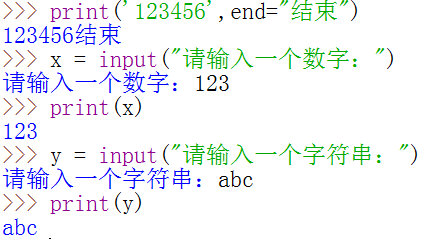 >>> print('123456',end="结束")
123456结束
>>> x = input("请输入一个数字：")
请输入一个数字：123
>>> print(x)
123
>>> y = input("请输入一个字符串：")
请输入一个字符串：abc
>>> print(y)
abc